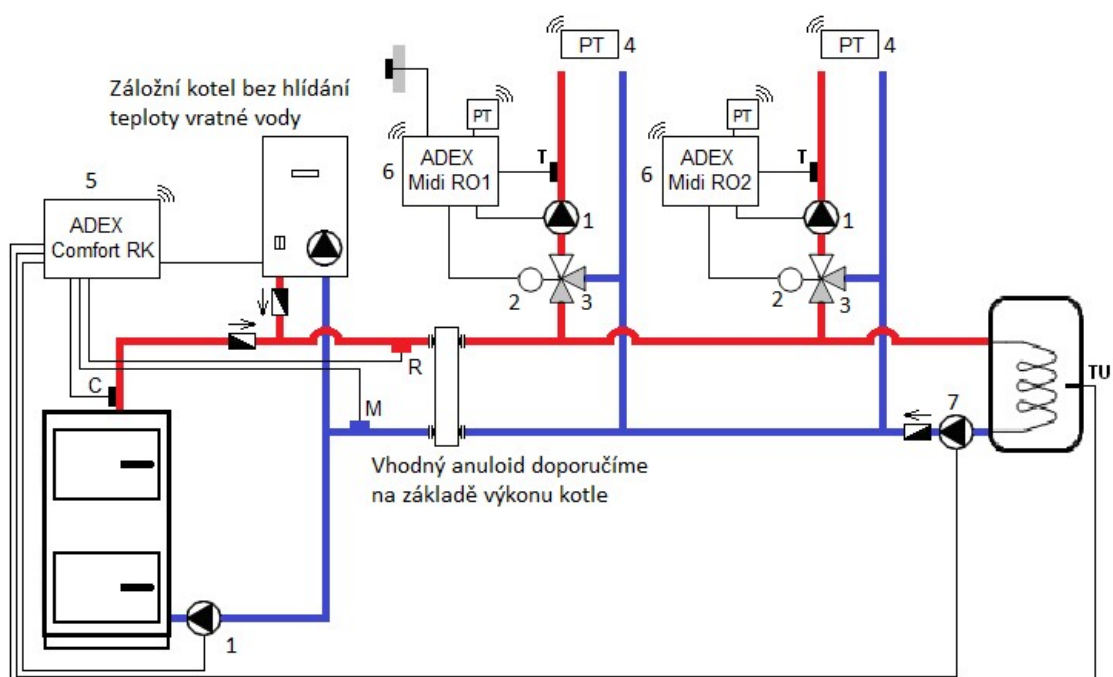 PT 4
PT 4
Záložní kotel bez hlídání
teploty vratné vody
PT
PT
6
ADEX
Midi RO1
T
6
ADEX
Midi RO2
T
5
1
1
ADEX
Comfort RK
2
3
2
3
R
C
M
7
TU
Vhodný anuloid doporučíme
na základě výkonu kotle
1